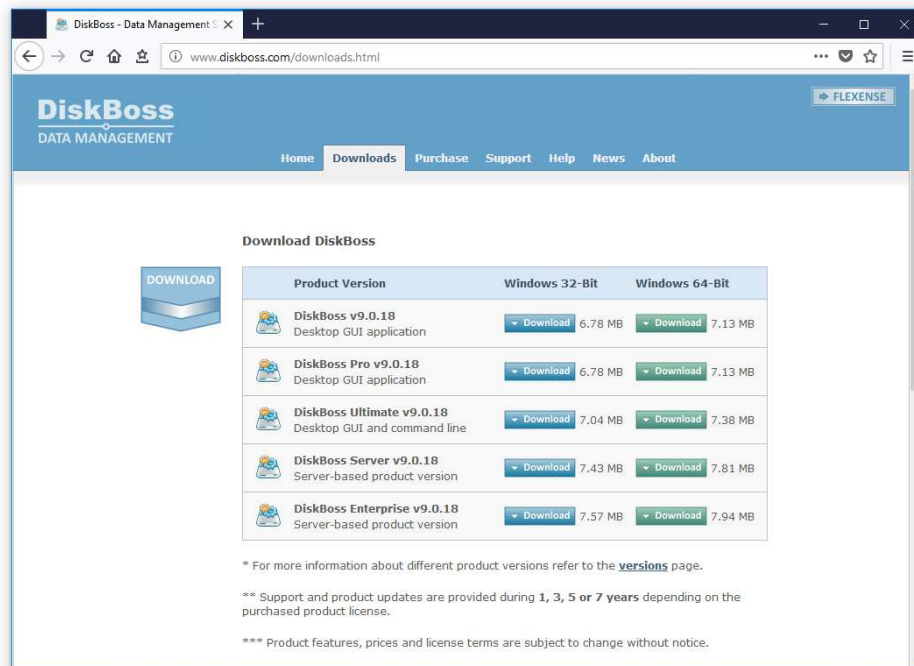 DiskBoss - Data Management S
www.diskboss.com/downloads.html
FLEXENSE
DiskBoss
DATA MANAGEMENT
Home Downloads Purchase Support Help News About
Download DiskBoss
DOWNLOAD
Product Version Windows 32-Bit Windows 64-Bit
DiskBoss v9.0.18
Desktop GUI application
Download 6.78 MB Download 7.13 MB
DiskBoss Pro v9.0.18
Desktop GUI application
Download 6.78 MB Download 7.13 MB
DiskBoss Ultimate v9.0.18
Desktop GUI and command line
Download 7.04 MB Download 7.38 MB
DiskBoss Server v9.0.18
Server-based product version
Download 7.43 MB Download 7.81 MB
DiskBoss Enterprise v9.0.18
Server-based product version
Download 7.57 MB Download 7.94 MB
* For more information about different product versions refer to the versions page.
** Support and product updates are provided during 1, 3, 5 or 7 years depending on the
purchased product license.
*** Product features, prices and license terms are subject to change without notice.